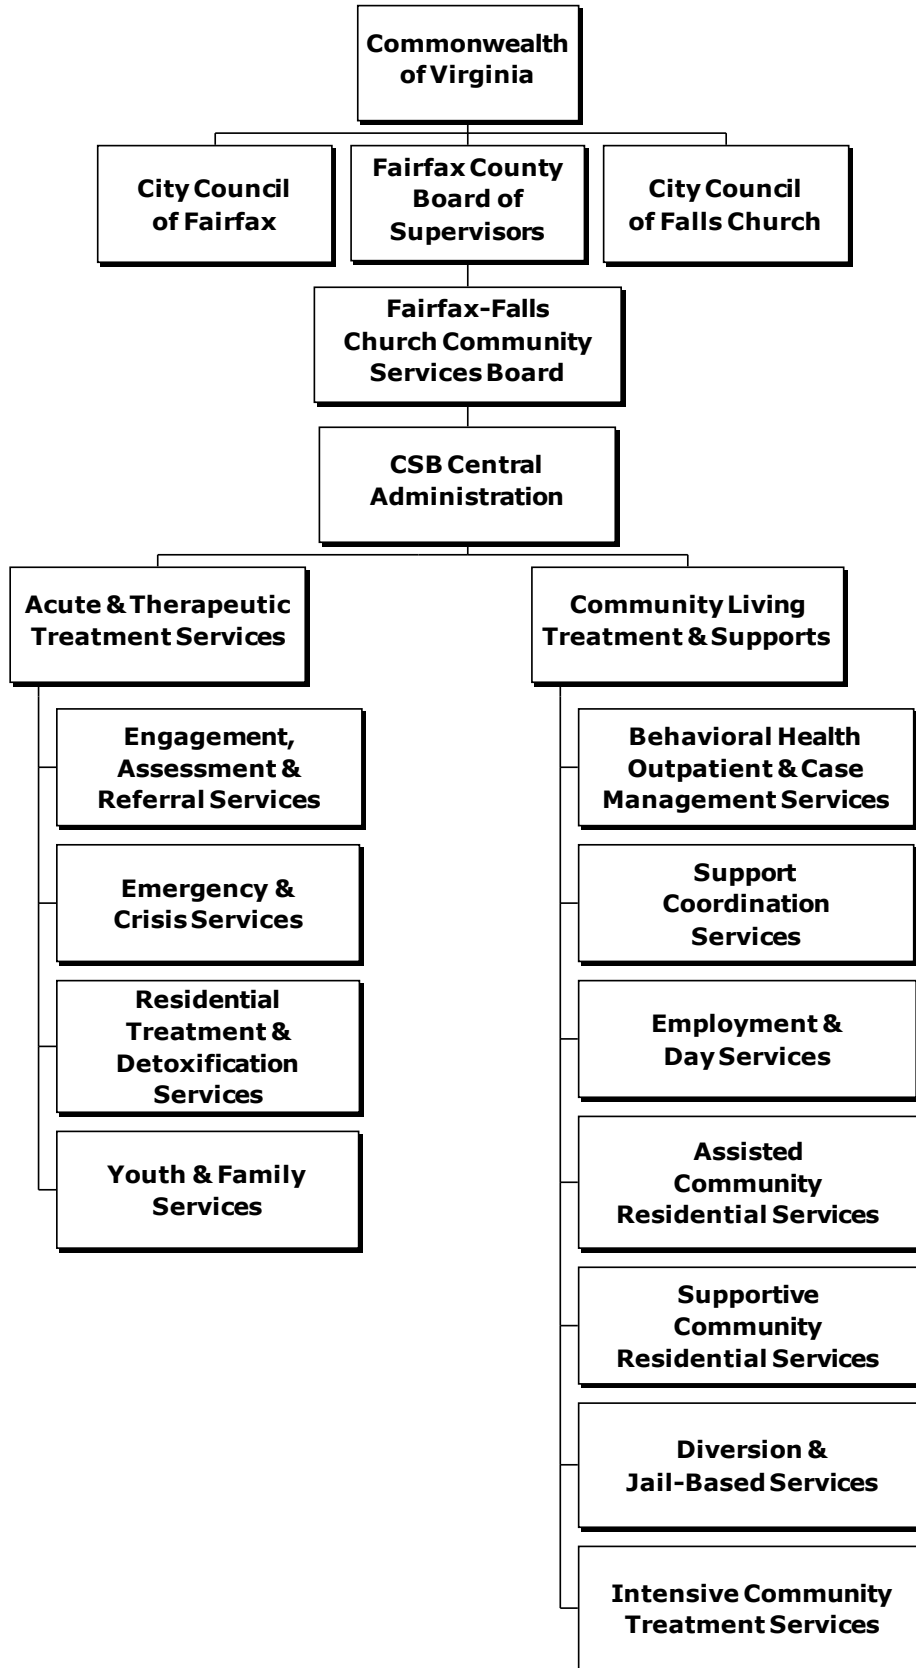 Commonwealth
of Virginia
City Council
of Fairfax
Fairfax County
Board of
Supervisors
City Council
of Falls Church
Fairfax-Falls
Church Community
Services Board
CSB Central
Administration
Acute & Therapeutic
Treatment Services
Engagement,
Assessment &
Referral Services
Emergency &
Crisis Services
Residential
Treatment &
Detoxification
Services
Youth & Family
Services
Community Living
Treatment & Supports
Behavioral Health
Outpatient & Case
Management Services
Support
Coordination
Services
Employment &
Day Services
Assisted
Community
Residential Services
Supportive
Community
Residential Services
Diversion &
Jail-Based Services
Intensive Community
Treatment Services